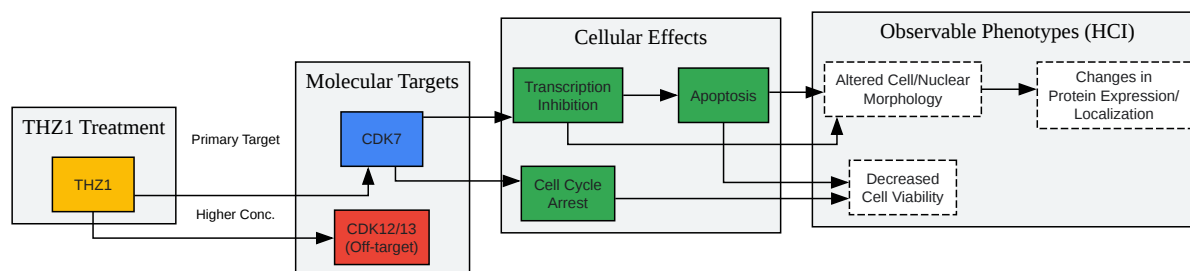 THZ1 Treatment
THZ1
Primary Target
Higher Conc.
Molecular Targets
CDK7
CDK12/13
(Off-target)
Cellular Effects
Transcription
Inhibition
Apoptosis
Cell Cycle
Arrest
Observable Phenotypes (HCI)
Altered Cell/Nuclear
Morphology
Changes in
Protein Expression/
Localization
Decreased
Cell Viability